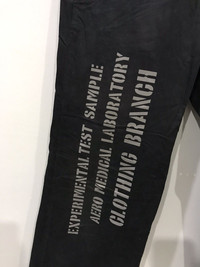 EXPERIMENTAL TEST SAMPLE
AERO MEDICAL LABORATORY
CLOTHING BRANCH